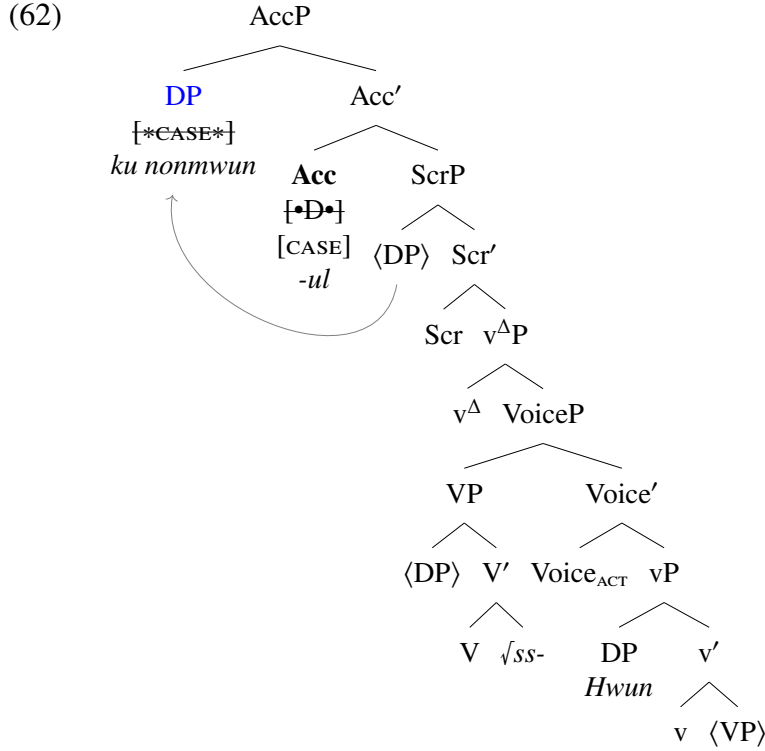 (62) AccP
DP Acc′
[∗CASE∗]
ku nonmwun Acc ScrP
[•D•]
[CASE] ⟨DP⟩ Scr′
-ul
Scr v^ΔP
v^Δ VoiceP
VP Voice′
⟨DP⟩ V′ Voice_ACT vP
V √ss- DP v′
Hwun
v ⟨VP⟩